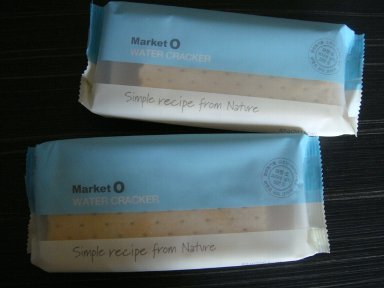 Market O
WATER CRACKER
Simple recipe from Nature
Market O
WATER CRACKER
Simple recipe from Nature